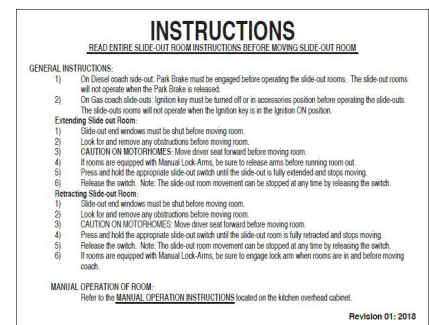 INSTRUCTIONS
READ ENTIRE SLIDE-OUT ROOM INSTRUCTIONS BEFORE MOVING SLIDE-OUT ROOM
GENERAL INSTRUCTIONS:
1) On Diesel coach side-out: Park Brake must be engaged before operating the slide-out rooms. The slide-out rooms
will not operate when the Park Brake is released.
2) On Gas coach slide-outs: Ignition key must be turned off or in accessories position before operating the slide-outs.
The slide-outs rooms will not operate when the Ignition key is in the Ignition ON position.
Extending Slide out Room:
1) Slide-out end windows must be shut before moving room.
2) Look for and remove any obstructions before moving room.
3) CAUTION ON MOTORHOMES: Move driver seat forward before moving room.
4) If rooms are equipped with Manual Lock-Arms, be sure to release arms before running room out.
5) Press and hold the appropriate slide-out switch until the slide-out is fully extended and stops moving.
6) Release the switch. Note: The slide-out room movement can be stopped at any time by releasing the switch.
Retracting Slide-out Room:
1) Slide-out end windows must be shut before moving room.
2) Look for and remove any obstructions before moving room.
3) CAUTION ON MOTORHOMES: Move driver seat forward before moving room.
4) Press and hold the appropriate slide-out switch until the slide-out room is fully retracted and stops moving.
5) Release the switch. Note: The slide-out room movement can be stopped at any time by releasing the switch.
6) If rooms are equipped with Manual Lock-Arms, be sure to engage lock arm when rooms are in and before moving
coach.
MANUAL OPERATION OF ROOM:
Refer to the MANUAL OPERATION INSTRUCTIONS located on the kitchen overhead cabinet.
Revision 01: 2018